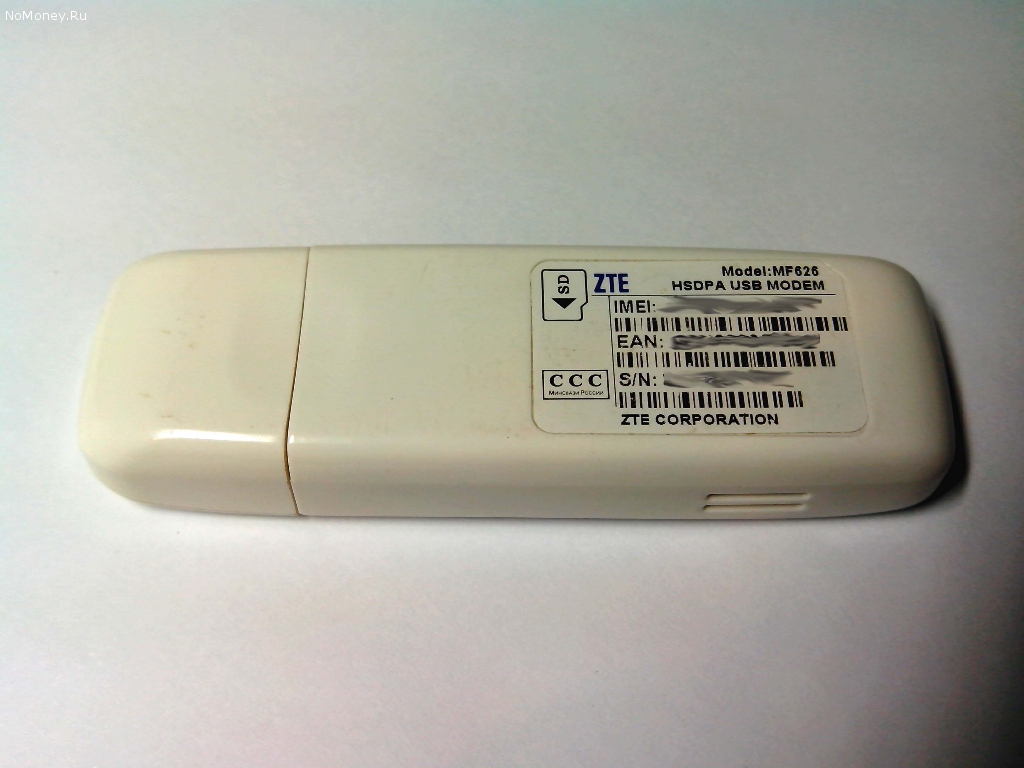 NoMoney.Ru
SD
ZTE
Model:MF626
HSDPA USB MODEM
IMEI:
EAN:
S/N:
CCC
Минсвязи России
ZTE CORPORATION